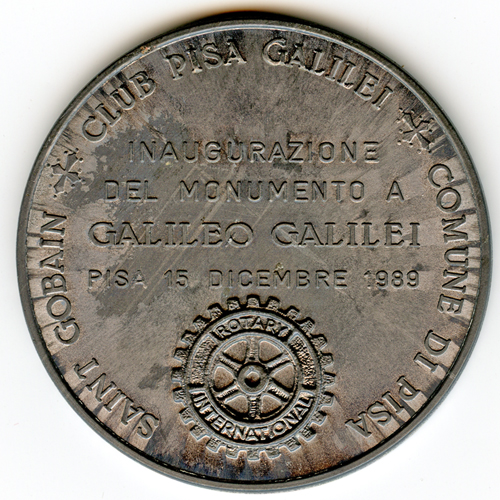 SAINT GOBAIN
CLUB PISA GALILEI
COMUNE DI PISA
INAUGURAZIONE
DEL MONUMENTO A
GALILEO GALILEI
PISA 15 DICEMBRE 1989
ROTARY
INTERNATIONAL